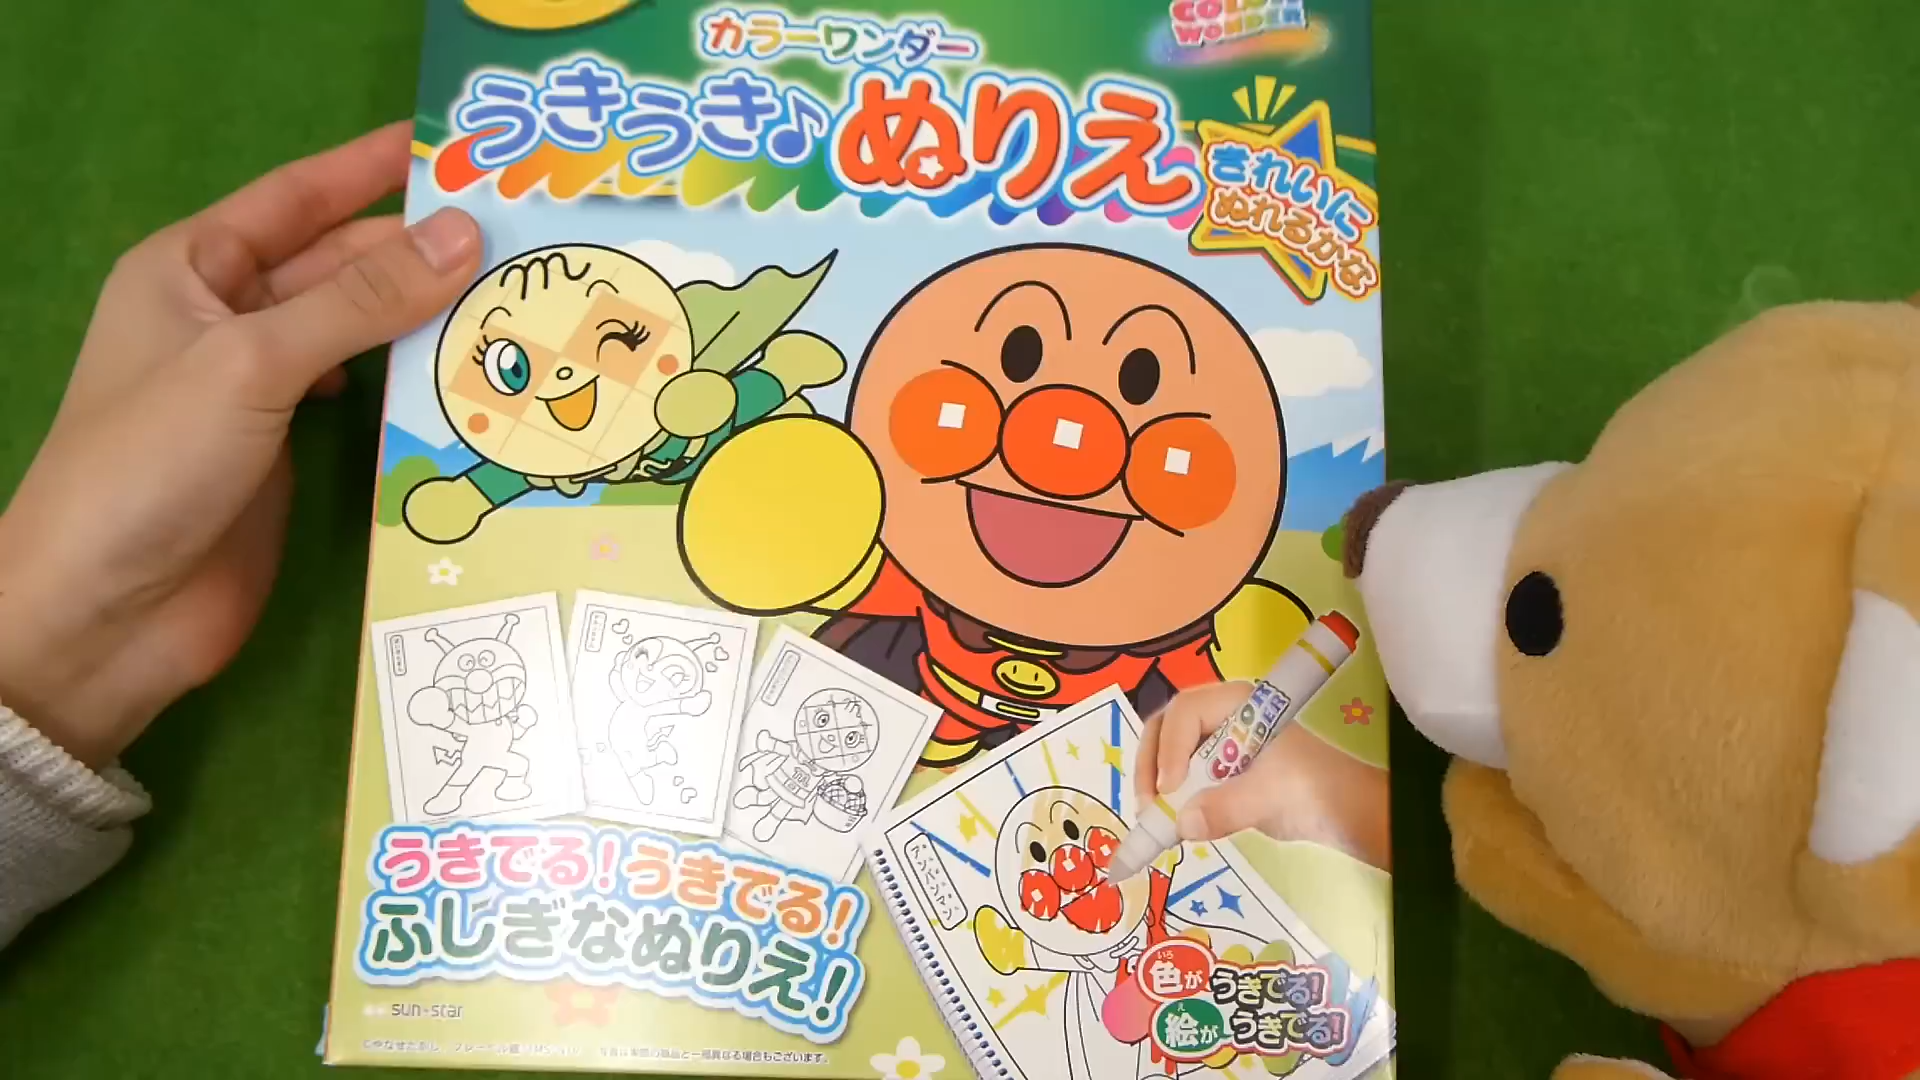 カラーワンダー
COLOR
WONDER
うきうき♪ぬりえ
きれいに
ぬれるかな
うきでる！うきでる！
ふしぎなぬりえ！
アンパンマン
COLOR
WONDER
いろ
色がうきでる！
え
絵がうきでる！
sun-star